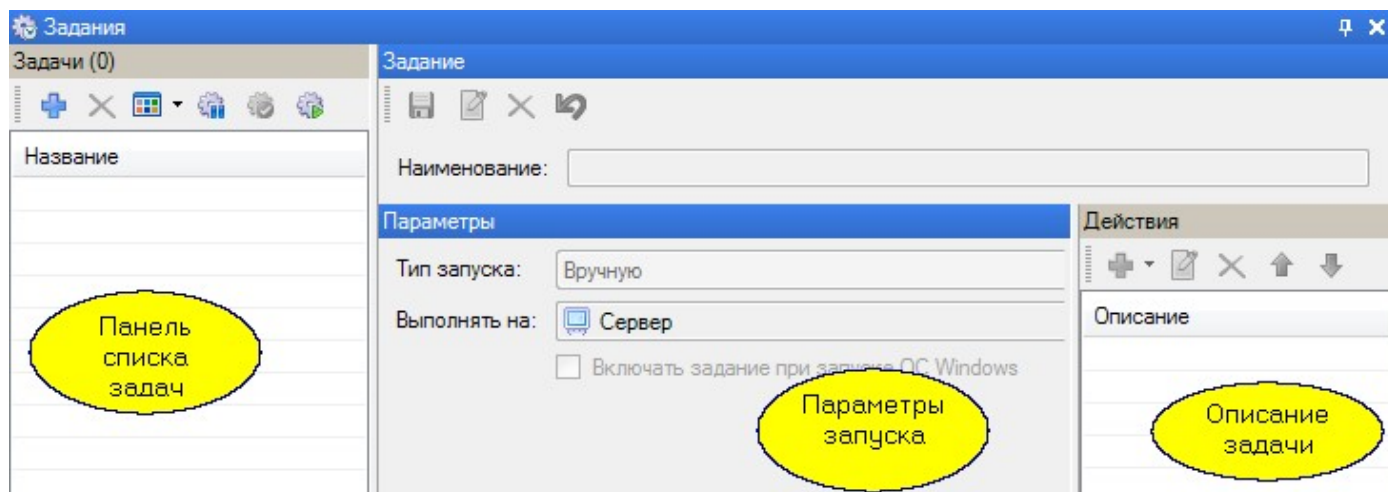 Задания
Задачи (0)
Название
Панель
списка
задач
Задание
Наименование:
Параметры
Тип запуска: Вручную
Выполнять на: Сервер
Включать задание при запуске ОС Windows
Параметры
запуска
Действия
Описание
Описание
задачи